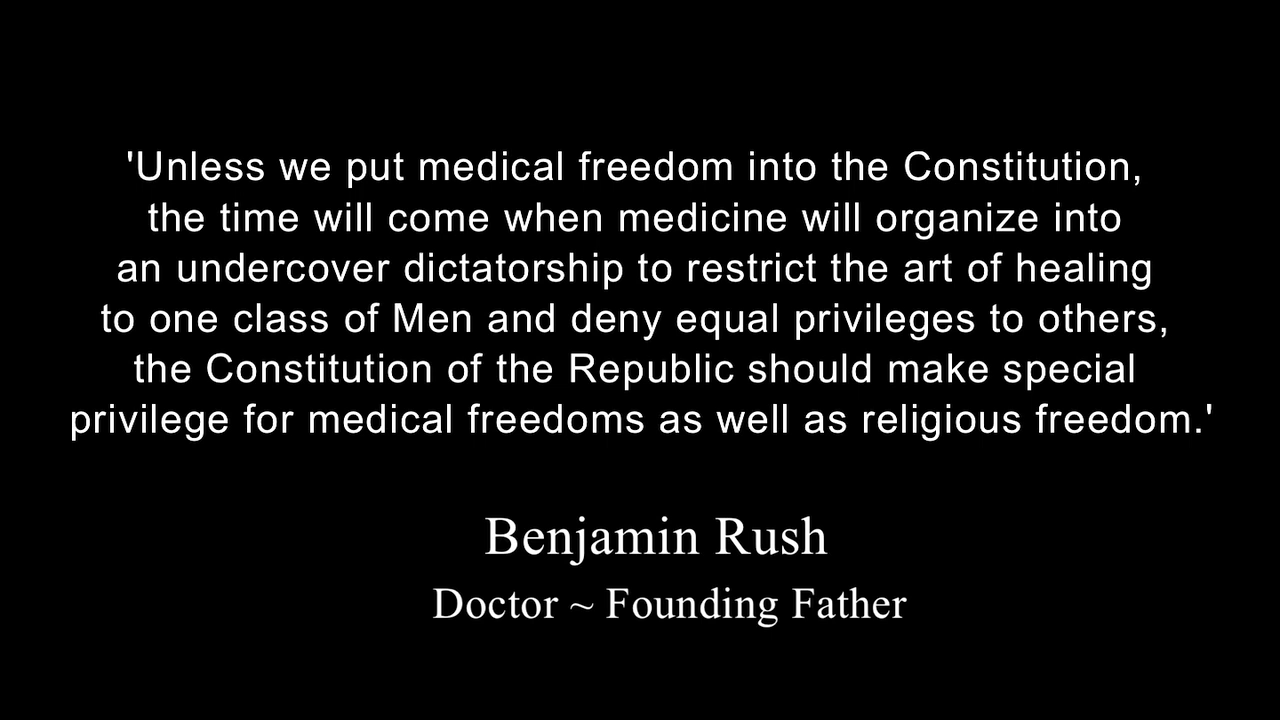 'Unless we put medical freedom into the Constitution,
the time will come when medicine will organize into
an undercover dictatorship to restrict the art of healing
to one class of Men and deny equal privileges to others,
the Constitution of the Republic should make special
privilege for medical freedoms as well as religious freedom.'
Benjamin Rush
Doctor ~ Founding Father